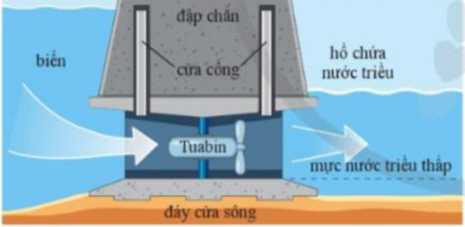 đập chắn
biển
cửa cống
hồ chứa
nước triều
Tuabin
mực nước triều thấp
đáy cửa sông